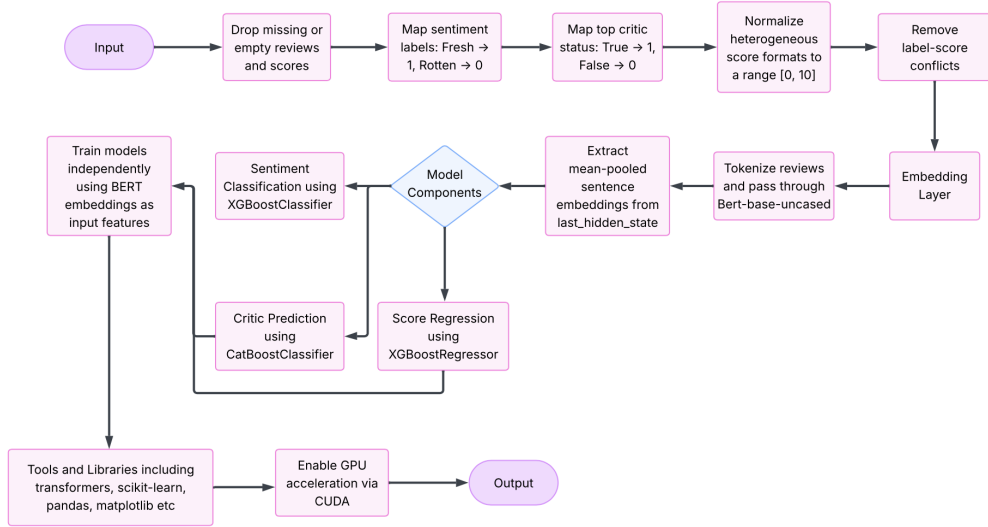 Input
Drop missing or
empty reviews
and scores
Map sentiment
labels: Fresh →
1, Rotten → 0
Map top critic
status: True → 1,
False → 0
Normalize
heterogeneous
score formats to
a range [0, 10]
Remove
label-score
conflicts
Embedding
Layer
Tokenize reviews
and pass through
Bert-base-uncased
Extract
mean-pooled
sentence
embeddings from
last_hidden_state
Model
Components
Sentiment
Classification using
XGBoostClassifier
Critic Prediction
using
CatBoostClassifier
Score Regression
using
XGBoostRegressor
Train models
independently
using BERT
embeddings as
input features
Tools and Libraries including
transformers, scikit-learn,
pandas, matplotlib etc
Enable GPU
acceleration via
CUDA
Output